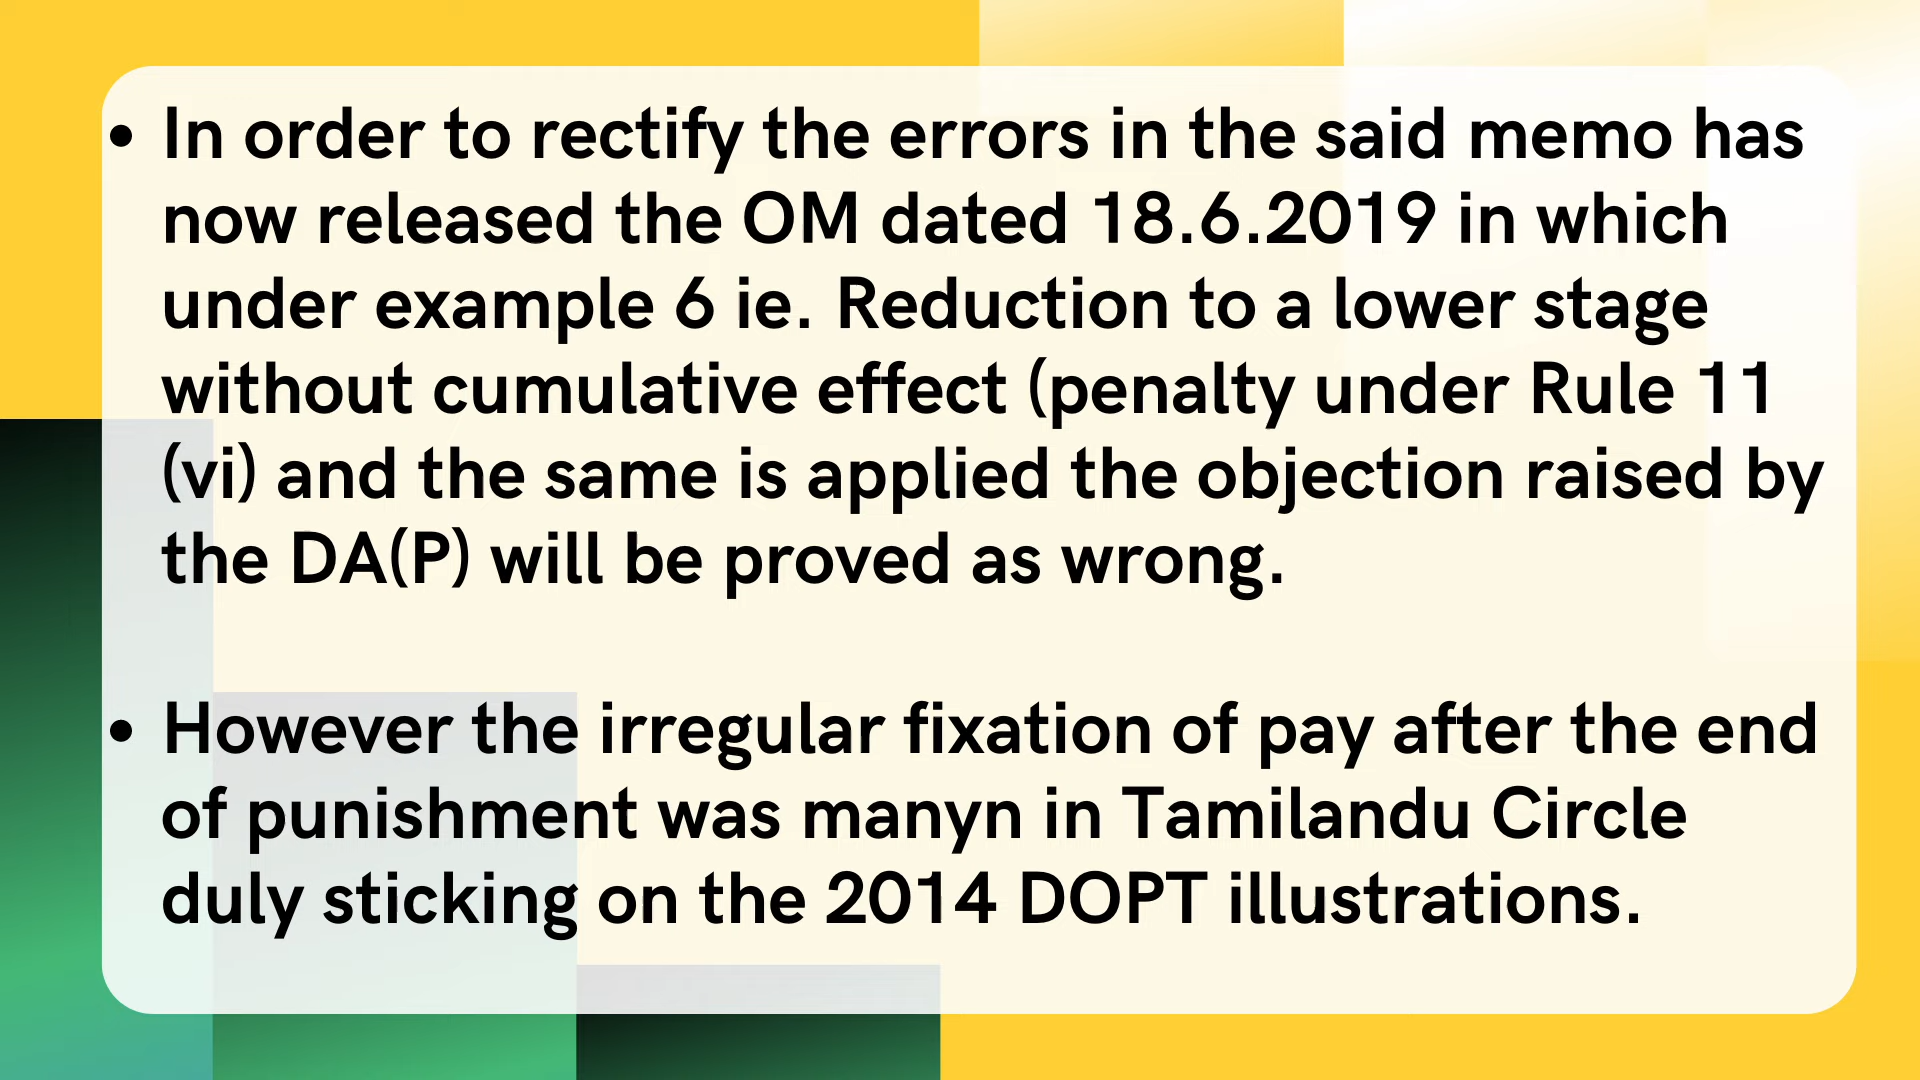 • In order to rectify the errors in the said memo has
now released the OM dated 18.6.2019 in which
under example 6 ie. Reduction to a lower stage
without cumulative effect (penalty under Rule 11
(vi) and the same is applied the objection raised by
the DA(P) will be proved as wrong.
• However the irregular fixation of pay after the end
of punishment was manyn in Tamilandu Circle
duly sticking on the 2014 DOPT illustrations.